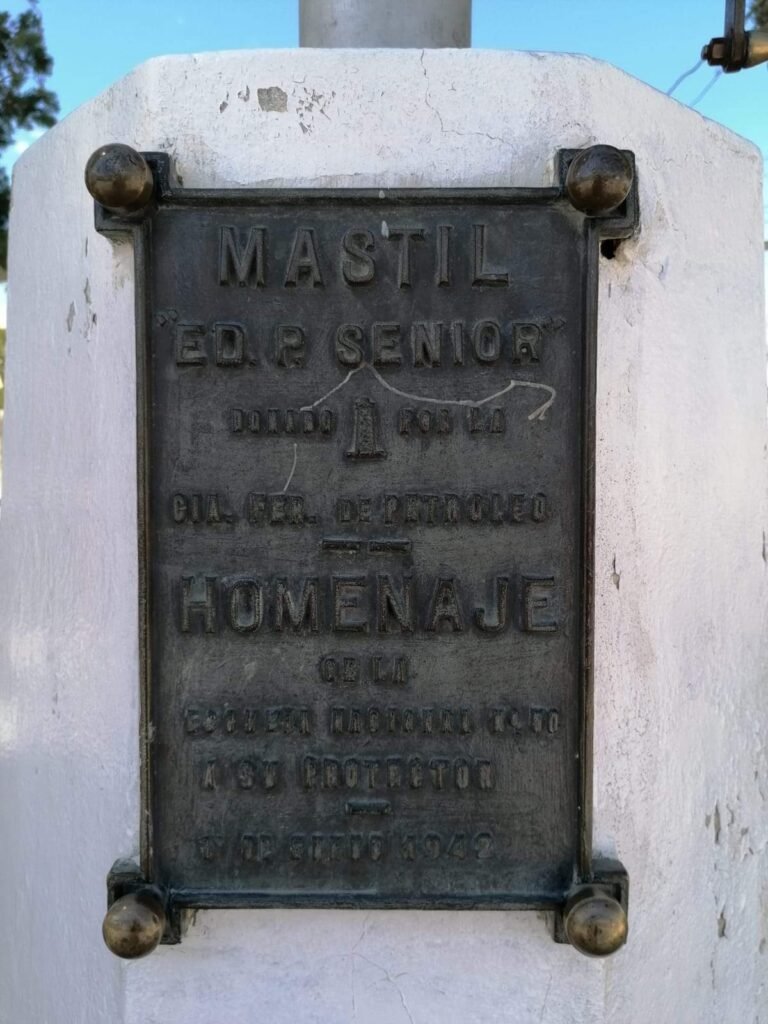 MASTIL
"ED. P. SENIOR"
DONADO POR LA
CIA. FER. DE PETROLEO
HOMENAJE
DE LA
ESCUELA NACIONAL Nº
A SU PROTECTOR
DE 1942